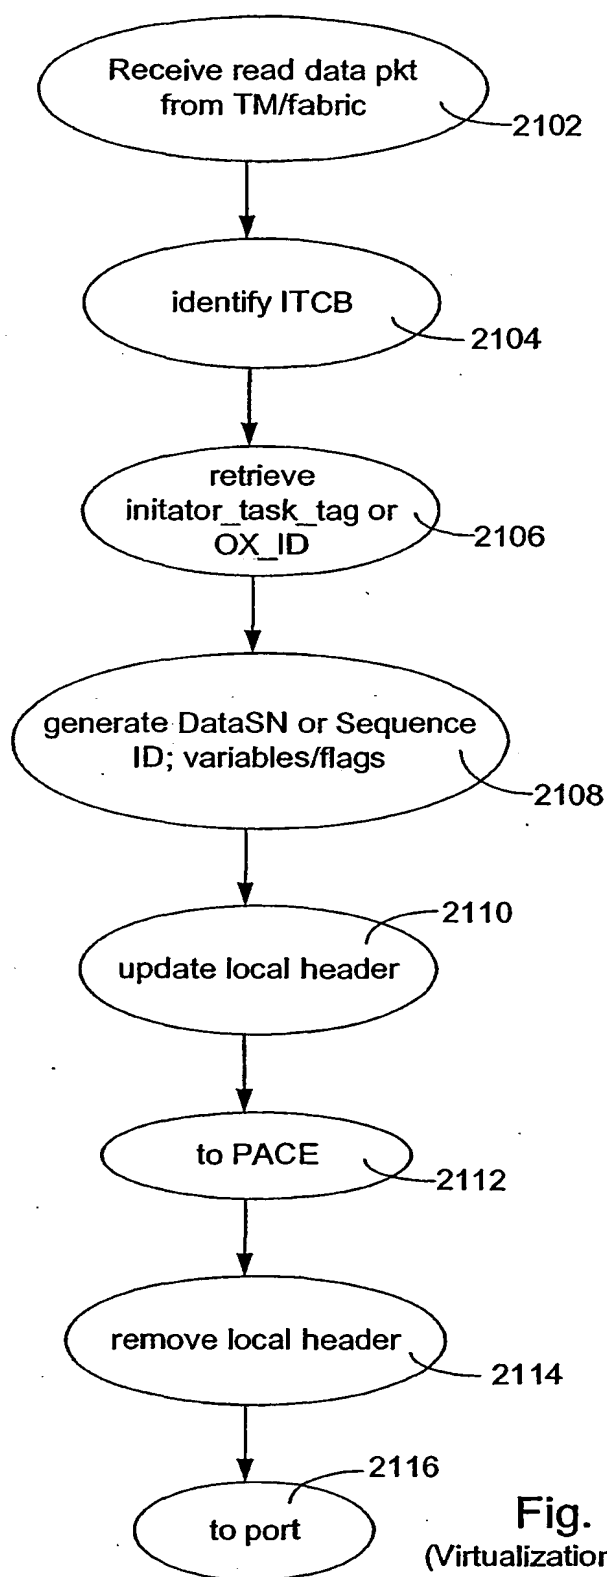 Receive read data pkt
from TM/fabric
2102
identify ITCB
2104
retrieve
initator_task_tag or
OX_ID
2106
generate DataSN or Sequence
ID; variables/flags
2108
2110
update local header
to PACE
2112
remove local header
2114
2116
to port
Fig.
(Virtualization